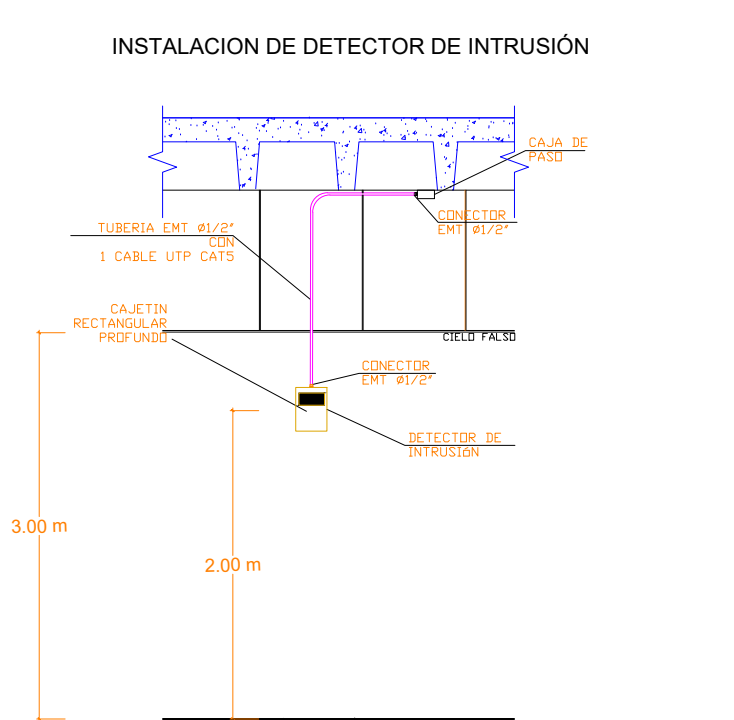 INSTALACION DE DETECTOR DE INTRUSIÓN
CAJA DE
PASO
CONECTOR
EMT Ø1/2"
TUBERIA EMT Ø1/2"
CON
1 CABLE UTP CAT5
CAJETIN
RECTANGULAR
PROFUNDO
CIELO FALSO
CONECTOR
EMT Ø1/2"
DETECTOR DE
INTRUSIóN
3.00 m
2.00 m